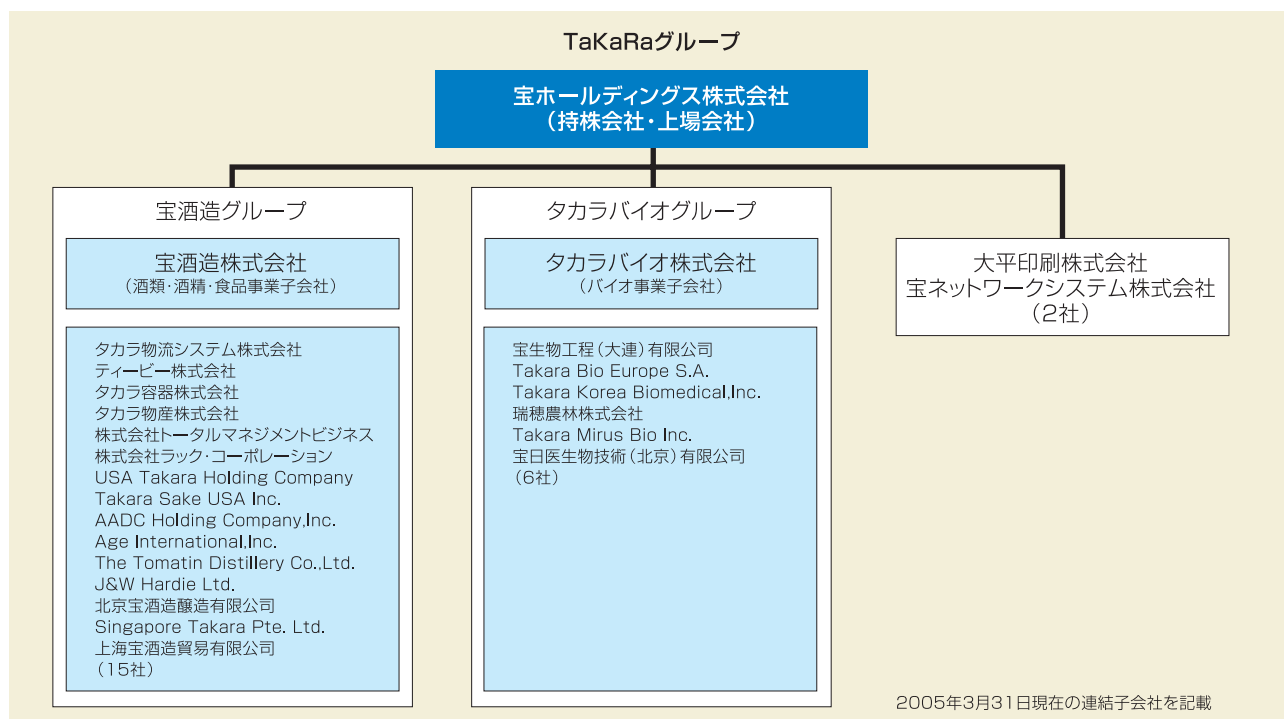 TaKaRaグループ
宝ホールディングス株式会社
（持株会社・上場会社）
宝酒造グループ
宝酒造株式会社
（酒類・酒精・食品事業子会社）
タカラ物流システム株式会社
ティービー株式会社
タカラ容器株式会社
タカラ物産株式会社
株式会社トータルマネジメントビジネス
株式会社ラック・コーポレーション
USA Takara Holding Company
Takara Sake USA Inc.
AADC Holding Company,Inc.
Age International,Inc.
The Tomatin Distillery Co.,Ltd.
J&W Hardie Ltd.
北京宝酒造醸造有限公司
Singapore Takara Pte. Ltd.
上海宝酒造貿易有限公司
（15社）
タカラバイオグループ
タカラバイオ株式会社
（バイオ事業子会社）
宝生物工程（大連）有限公司
Takara Bio Europe S.A.
Takara Korea Biomedical,Inc.
瑞穂農林株式会社
Takara Mirus Bio Inc.
宝日医生物技術（北京）有限公司
（6社）
大平印刷株式会社
宝ネットワークシステム株式会社
（2社）
2005年3月31日現在の連結子会社を記載